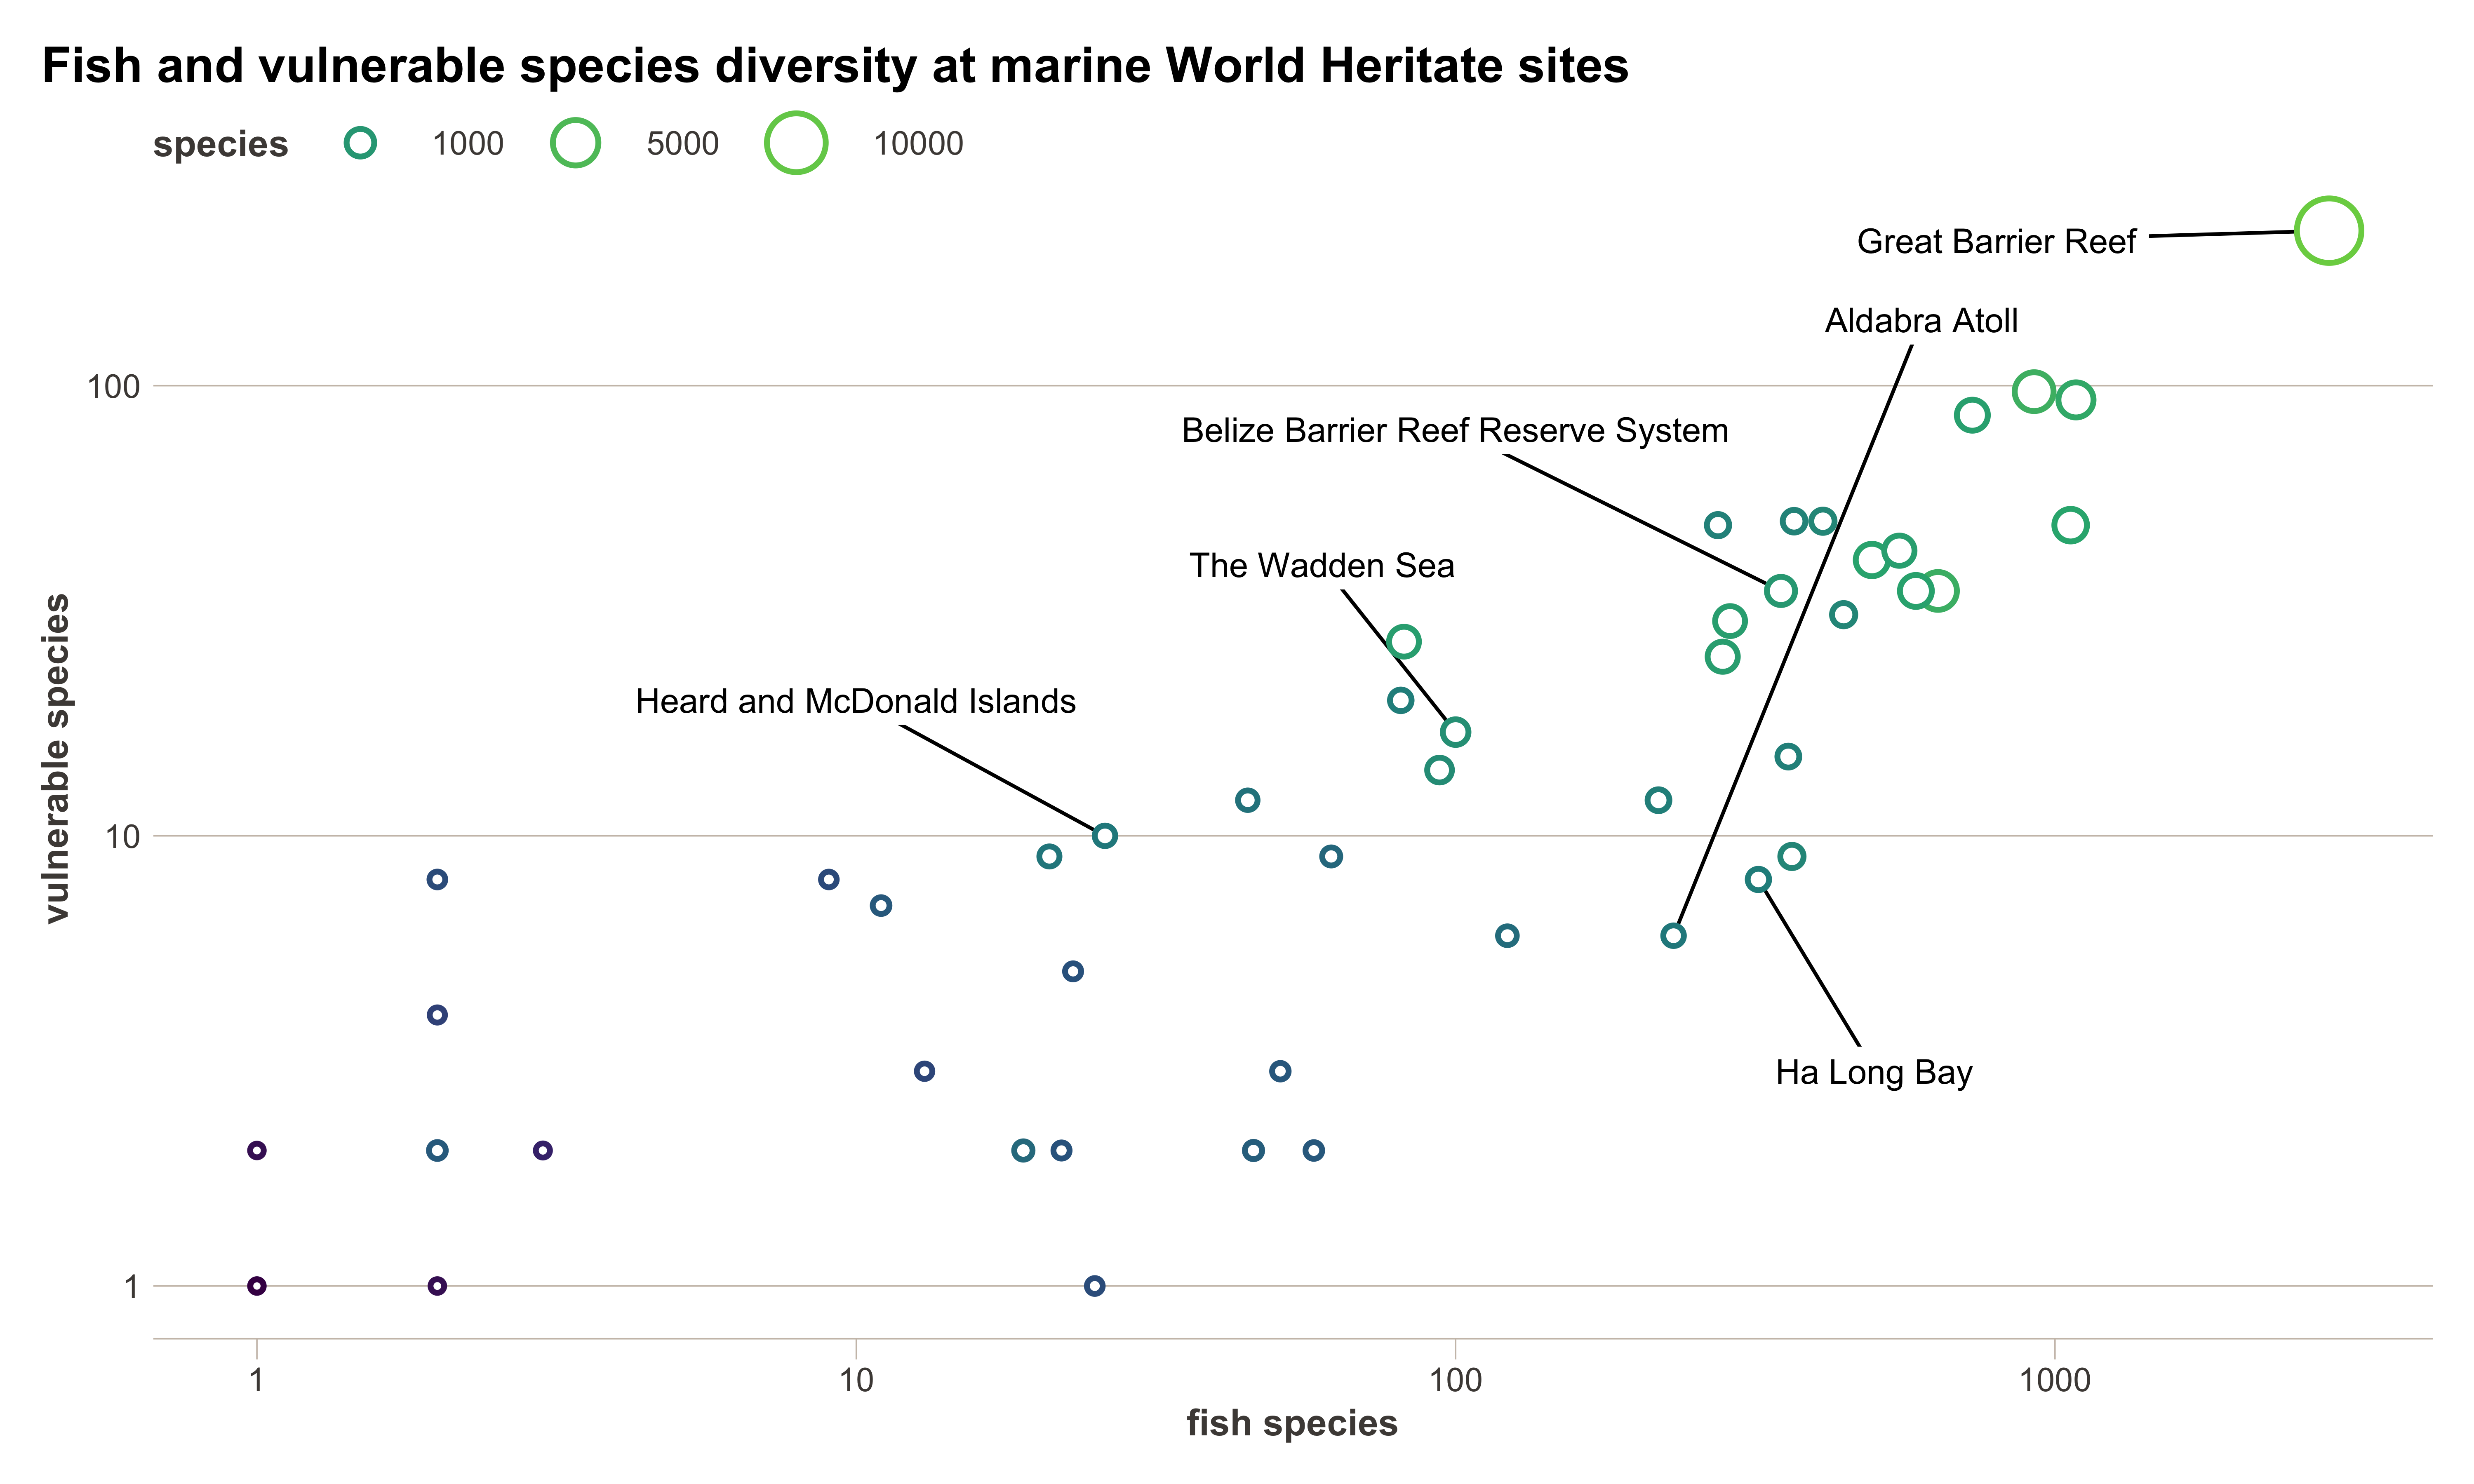 Fish and vulnerable species diversity at marine World Heritate sites
species 1000 5000 10000
Great Barrier Reef
Aldabra Atoll
100
Belize Barrier Reef Reserve System
The Wadden Sea
vulnerable species
Heard and McDonald Islands
10
Ha Long Bay
1
1 10 100 1000
fish species